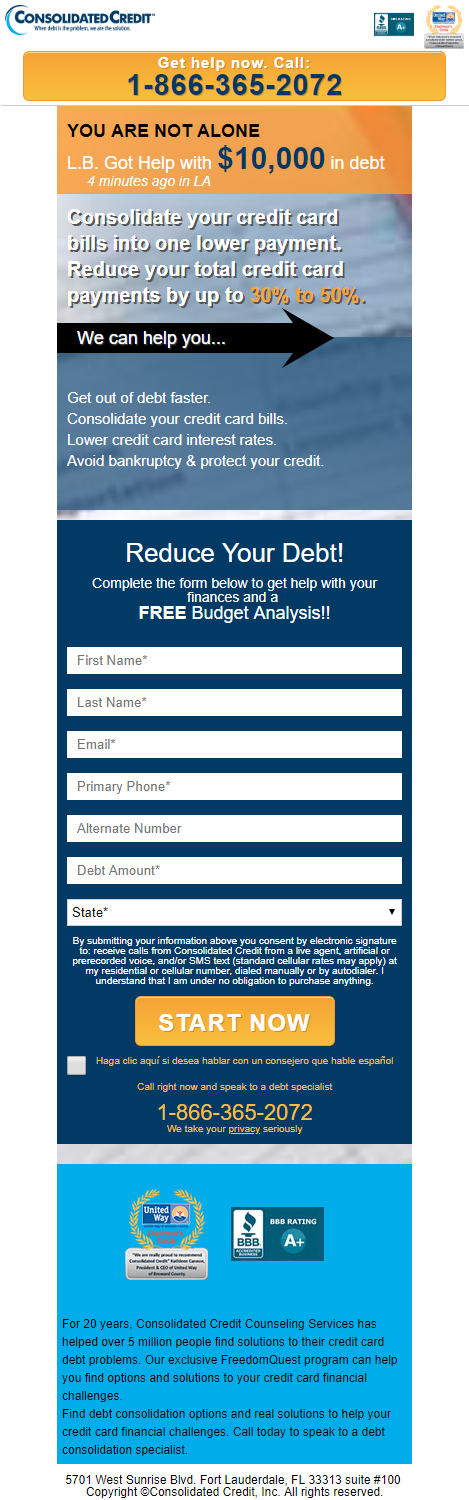 CONSOLIDATED CREDIT
When debt is the problem, we are the solution.
BBB RATING
BBB. A+
United
Way
Get help now. Call:
1-866-365-2072
YOU ARE NOT ALONE
L.B. Got Help with $10,000 in debt
4 minutes ago in LA
Consolidate your credit card
bills into one lower payment.
Reduce your total credit card
payments by up to 30% to 50%.
We can help you...
Get out of debt faster.
Consolidate your credit card bills.
Lower credit card interest rates.
Avoid bankruptcy & protect your credit.
Reduce Your Debt!
Complete the form below to get help with your
finances and a
FREE Budget Analysis!!
First Name*
Last Name*
Email*
Primary Phone*
Alternate Number
Debt Amount*
State*
By submitting your information above you consent by electronic signature
to: receive calls from Consolidated Credit from a live agent, artificial or
prerecorded voice, and/or SMS text (standard cellular rates may apply) at
my residential or cellular number, dialed manually or by autodialer. I
understand that I am under no obligation to purchase anything.
START NOW
Haga clic aquí si desea hablar con un consejero que hable español
Call right now and speak to a debt specialist
1-866-365-2072
We take your privacy seriously
United
Way
"We are really proud to recommend
Consolidated Credit" Kathleen Cannon,
President & CEO of United Way
of Broward County.
BBB RATING
BBB. A+
ACCREDITED
BUSINESS
For 20 years, Consolidated Credit Counseling Services has
helped over 5 million people find solutions to their credit card
debt problems. Our exclusive FreedomQuest program can help
you find options and solutions to your credit card financial
challenges.
Find debt consolidation options and real solutions to help your
credit card financial challenges. Call today to speak to a debt
consolidation specialist.
5701 West Sunrise Blvd. Fort Lauderdale, FL 33313 suite #100
Copyright ©Consolidated Credit, Inc. All rights reserved.